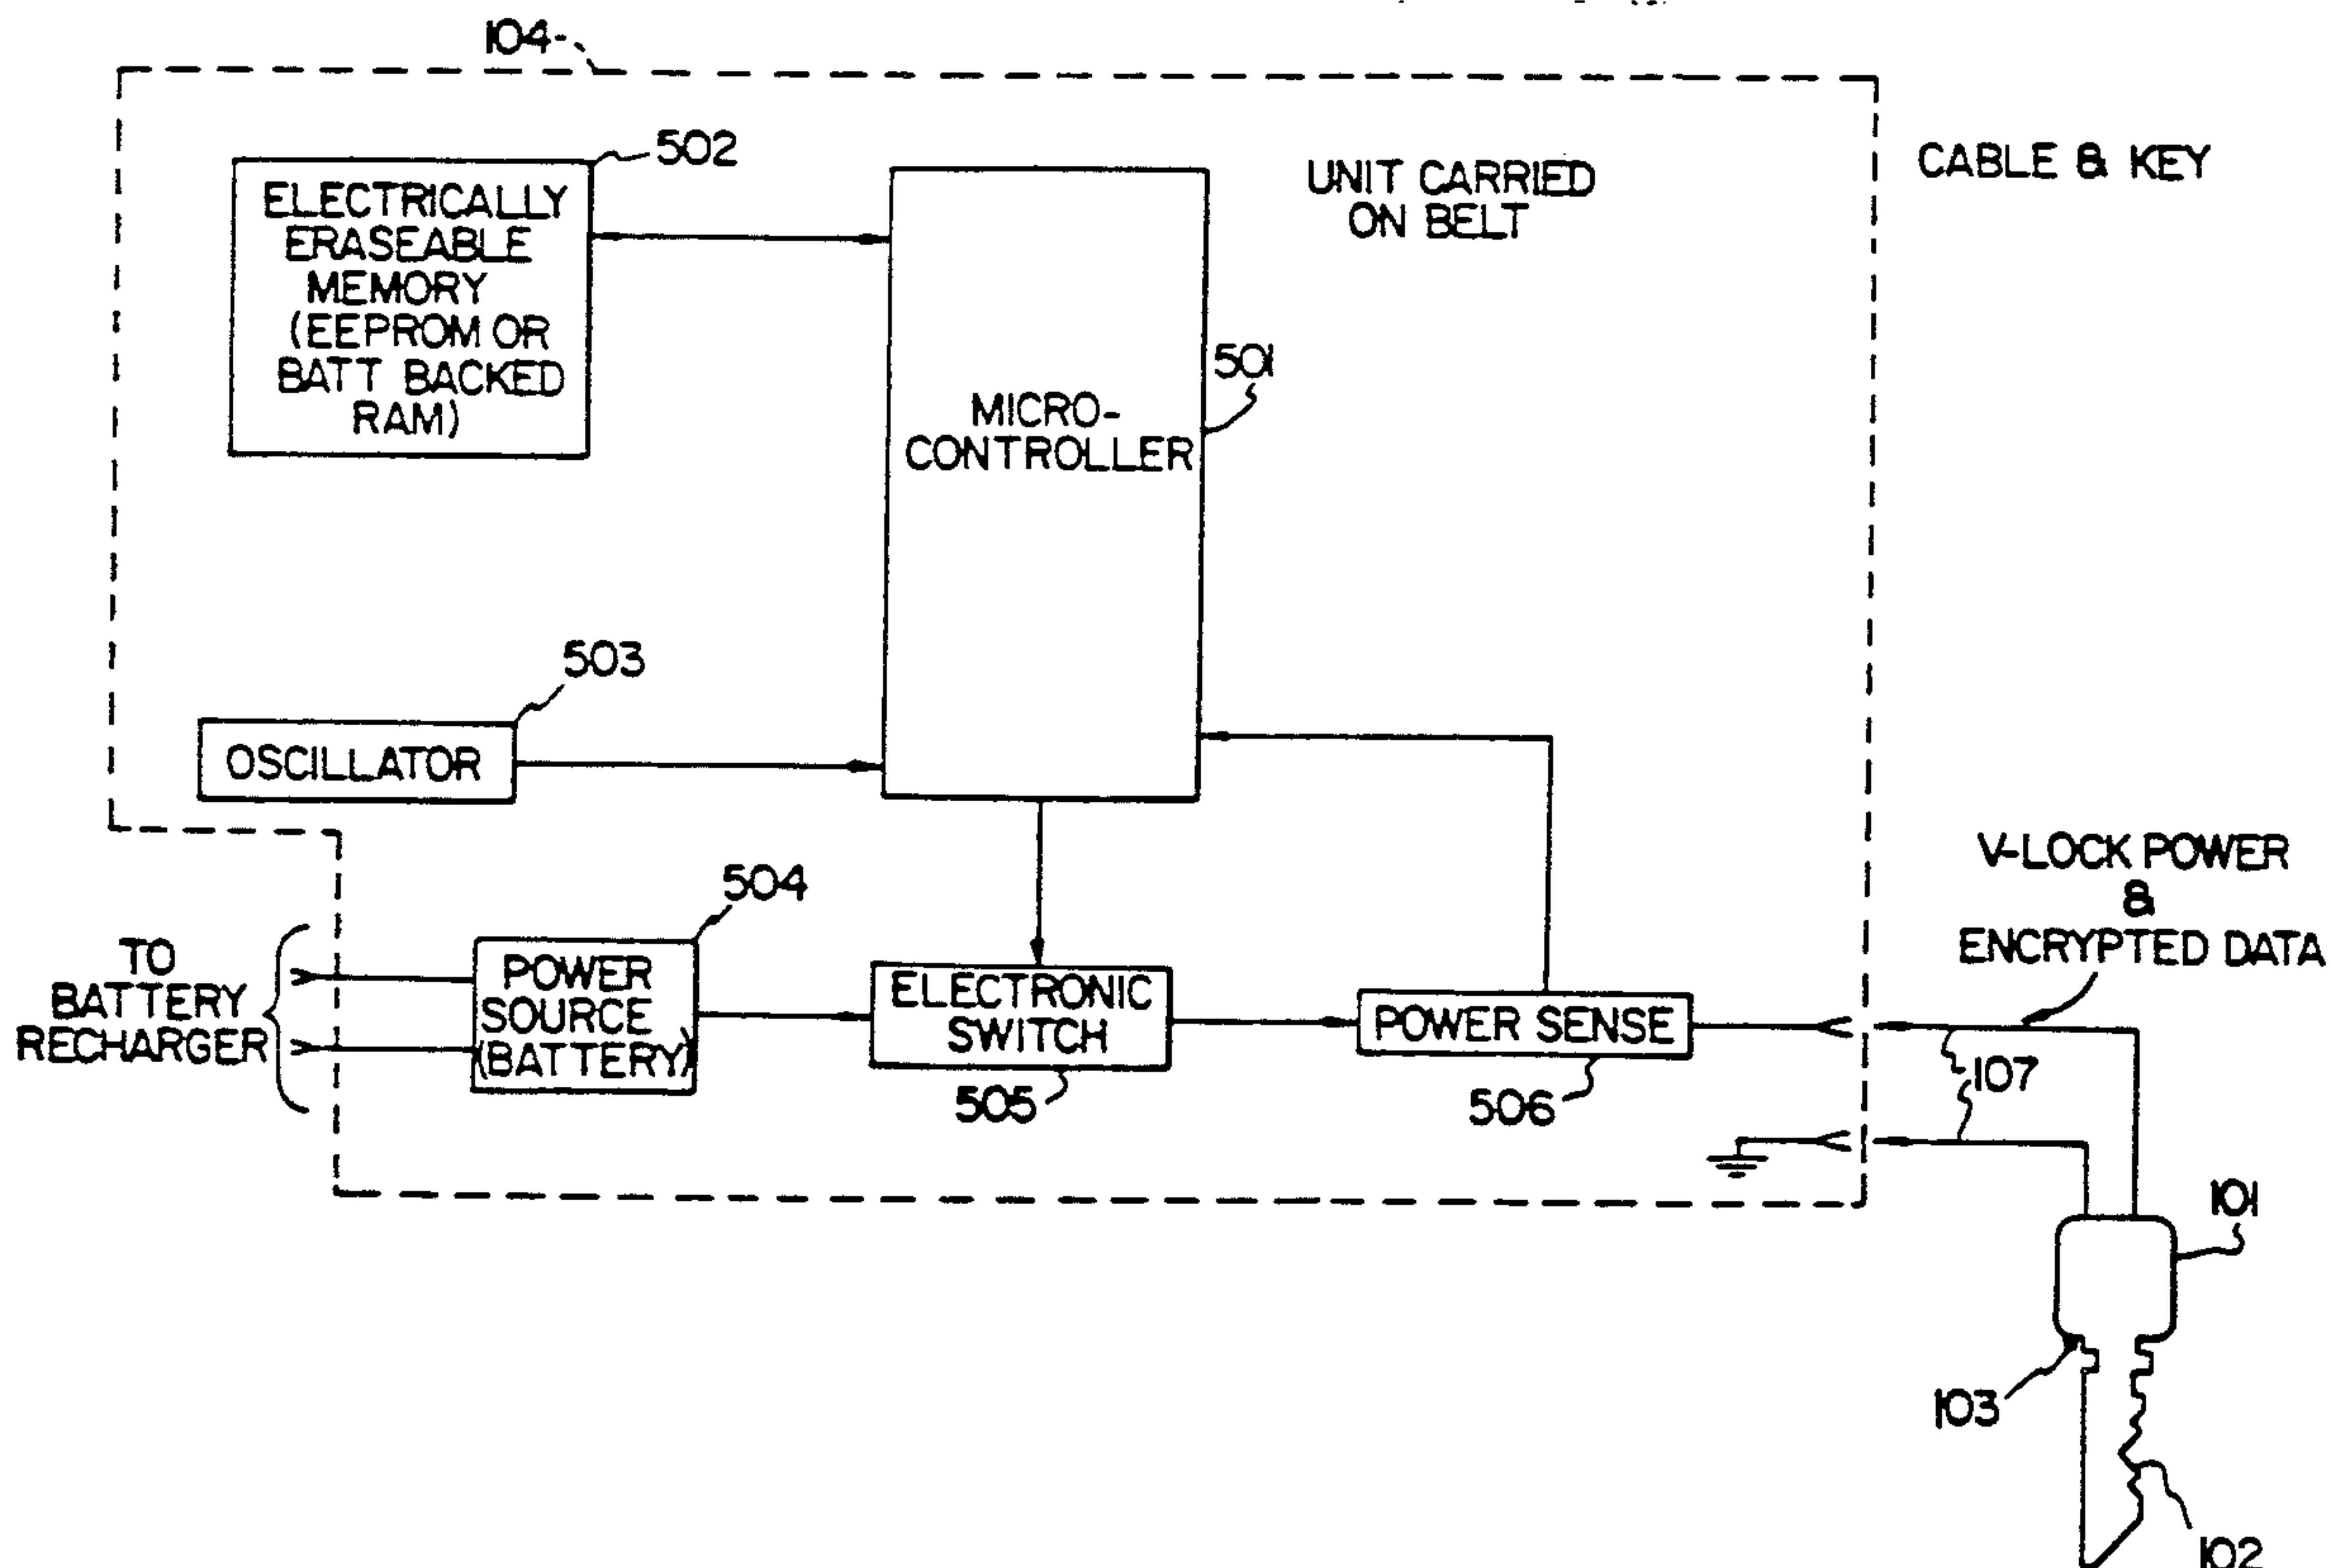 104
502
ELECTRICALLY
ERASEABLE
MEMORY
(EEPROM OR
BATT BACKED
RAM)
UNIT CARRIED
ON BELT
CABLE & KEY
501
MICRO-
CONTROLLER
503
OSCILLATOR
504
V-LOCK POWER
&
ENCRYPTED DATA
TO
BATTERY
RECHARGER
POWER
SOURCE
(BATTERY)
ELECTRONIC
SWITCH
505
POWER SENSE
506
107
101
103
102